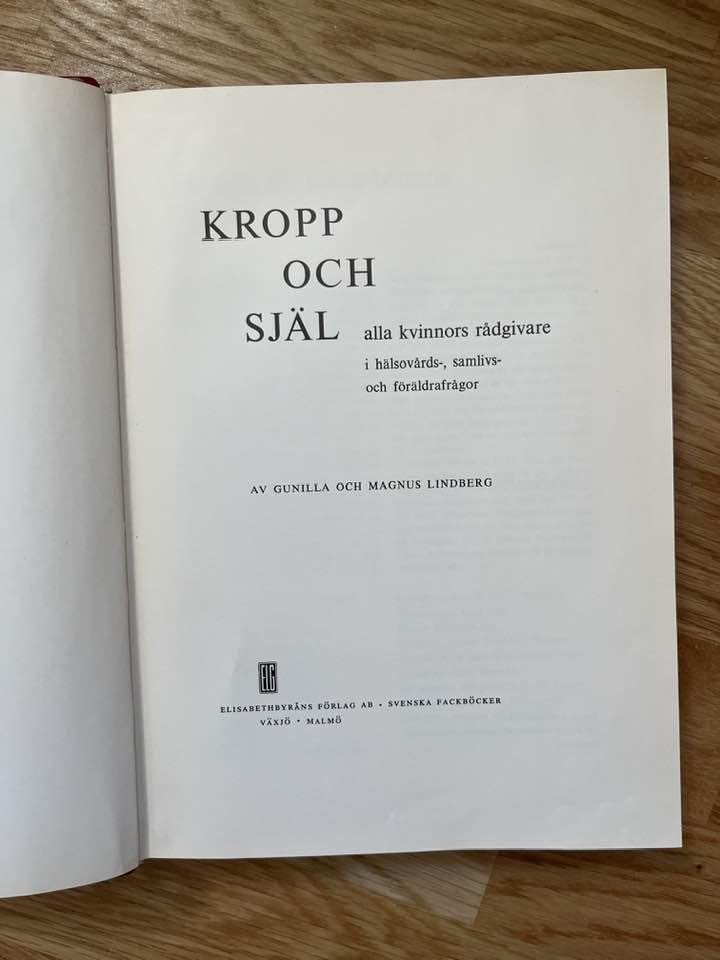 KROPP
OCH
SJÄL alla kvinnors rådgivare
i hälsovårds-, samlivs-
och föräldrafrågor
AV GUNILLA OCH MAGNUS LINDBERG
ELG
ELISABETHBYRÅNS FÖRLAG AB • SVENSKA FACKBÖCKER
VÄXJÖ • MALMÖ